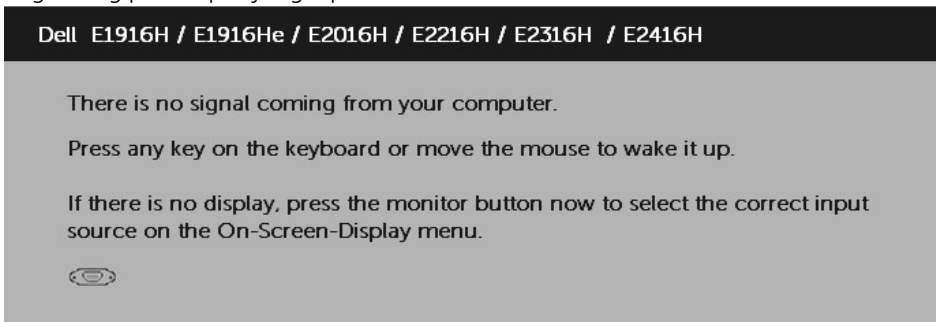 Dell E1916H / E1916He / E2016H / E2216H / E2316H / E2416H
There is no signal coming from your computer.
Press any key on the keyboard or move the mouse to wake it up.
If there is no display, press the monitor button now to select the correct input
source on the On-Screen-Display menu.